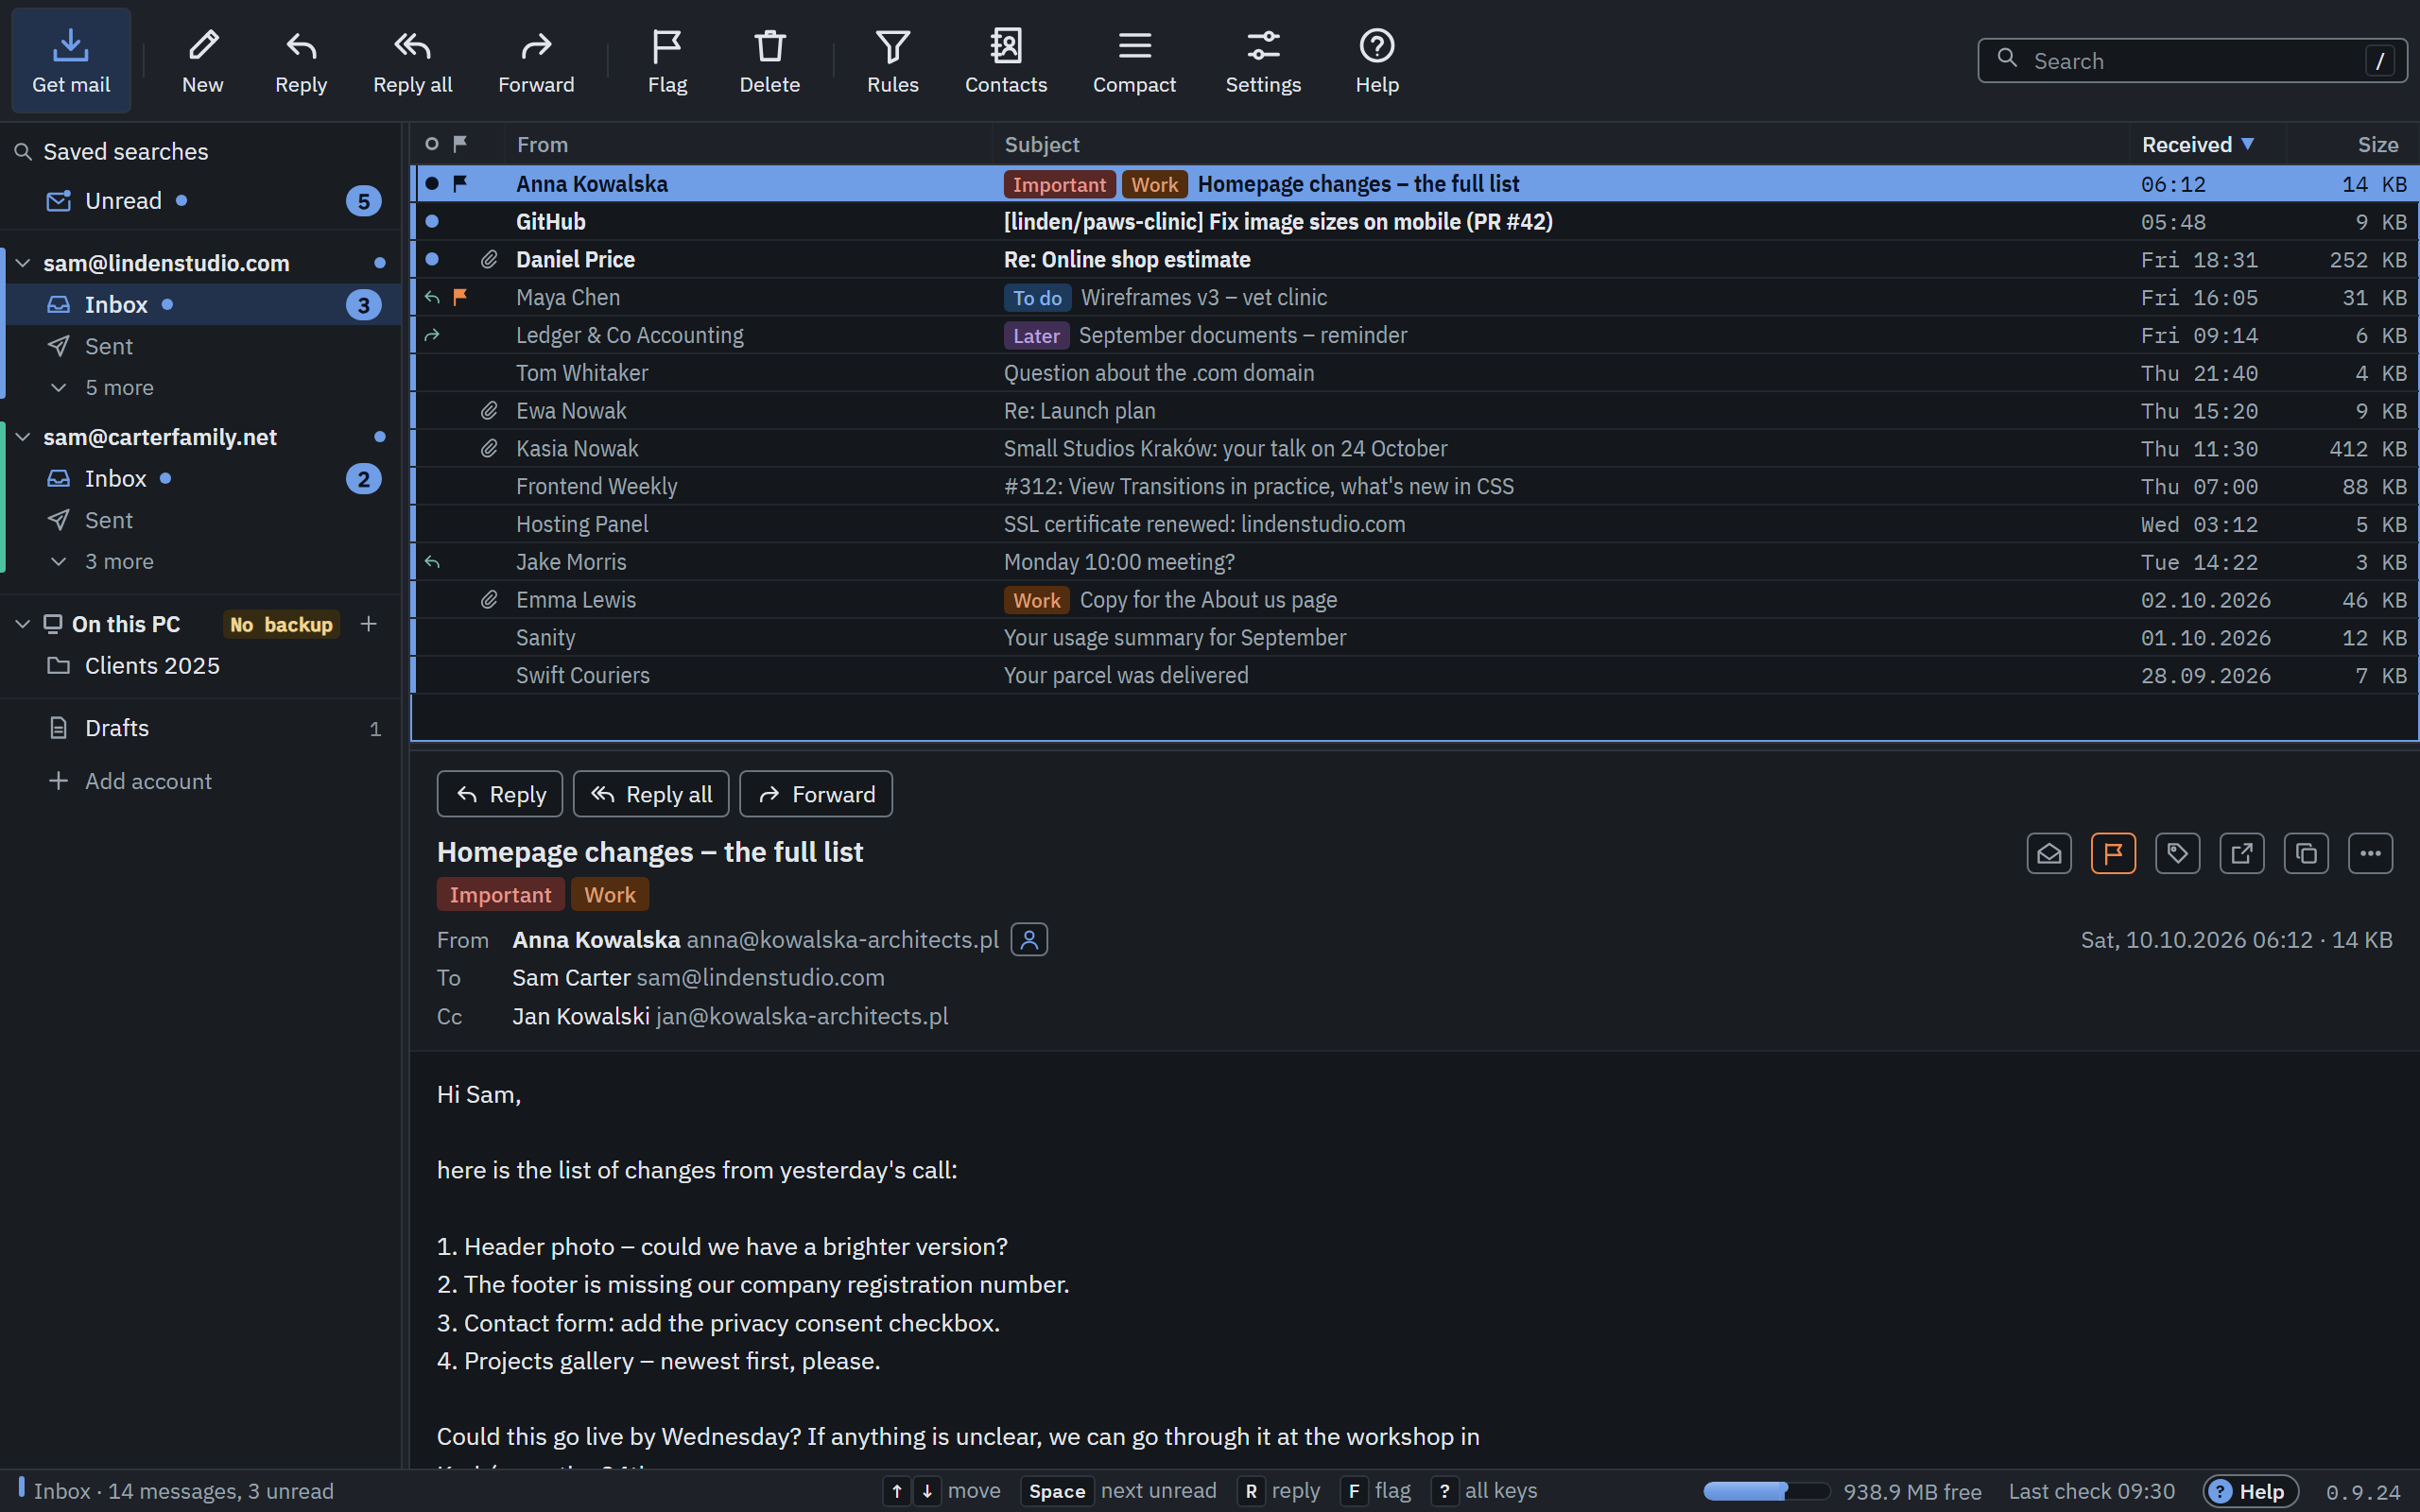 Get mail New Reply Reply all Forward Flag Delete Rules Contacts Compact Settings Help Search /
Saved searches
Unread 5
sam@lindenstudio.com
Inbox 3
Sent
5 more
sam@carterfamily.net
Inbox 2
Sent
3 more
On this PC No backup
Clients 2025
Drafts 1
Add account
From Subject Received Size
Anna Kowalska Important Work Homepage changes – the full list 06:12 14 KB
GitHub [linden/paws-clinic] Fix image sizes on mobile (PR #42) 05:48 9 KB
Daniel Price Re: Online shop estimate Fri 18:31 252 KB
Maya Chen To do Wireframes v3 – vet clinic Fri 16:05 31 KB
Ledger & Co Accounting Later September documents – reminder Fri 09:14 6 KB
Tom Whitaker Question about the .com domain Thu 21:40 4 KB
Ewa Nowak Re: Launch plan Thu 15:20 9 KB
Kasia Nowak Small Studios Kraków: your talk on 24 October Thu 11:30 412 KB
Frontend Weekly #312: View Transitions in practice, what's new in CSS Thu 07:00 88 KB
Hosting Panel SSL certificate renewed: lindenstudio.com Wed 03:12 5 KB
Jake Morris Monday 10:00 meeting? Tue 14:22 3 KB
Emma Lewis Work Copy for the About us page 02.10.2026 46 KB
Sanity Your usage summary for September 01.10.2026 12 KB
Swift Couriers Your parcel was delivered 28.09.2026 7 KB
Reply Reply all Forward
Homepage changes – the full list
Important Work
From Anna Kowalska anna@kowalska-architects.pl Sat, 10.10.2026 06:12 · 14 KB
To Sam Carter sam@lindenstudio.com
Cc Jan Kowalski jan@kowalska-architects.pl
Hi Sam,
here is the list of changes from yesterday's call:
1. Header photo – could we have a brighter version?
2. The footer is missing our company registration number.
3. Contact form: add the privacy consent checkbox.
4. Projects gallery – newest first, please.
Could this go live by Wednesday? If anything is unclear, we can go through it at the workshop in
Inbox · 14 messages, 3 unread ↑ ↓ move Space next unread R reply F flag ? all keys 938.9 MB free Last check 09:30 ? Help 0.9.24